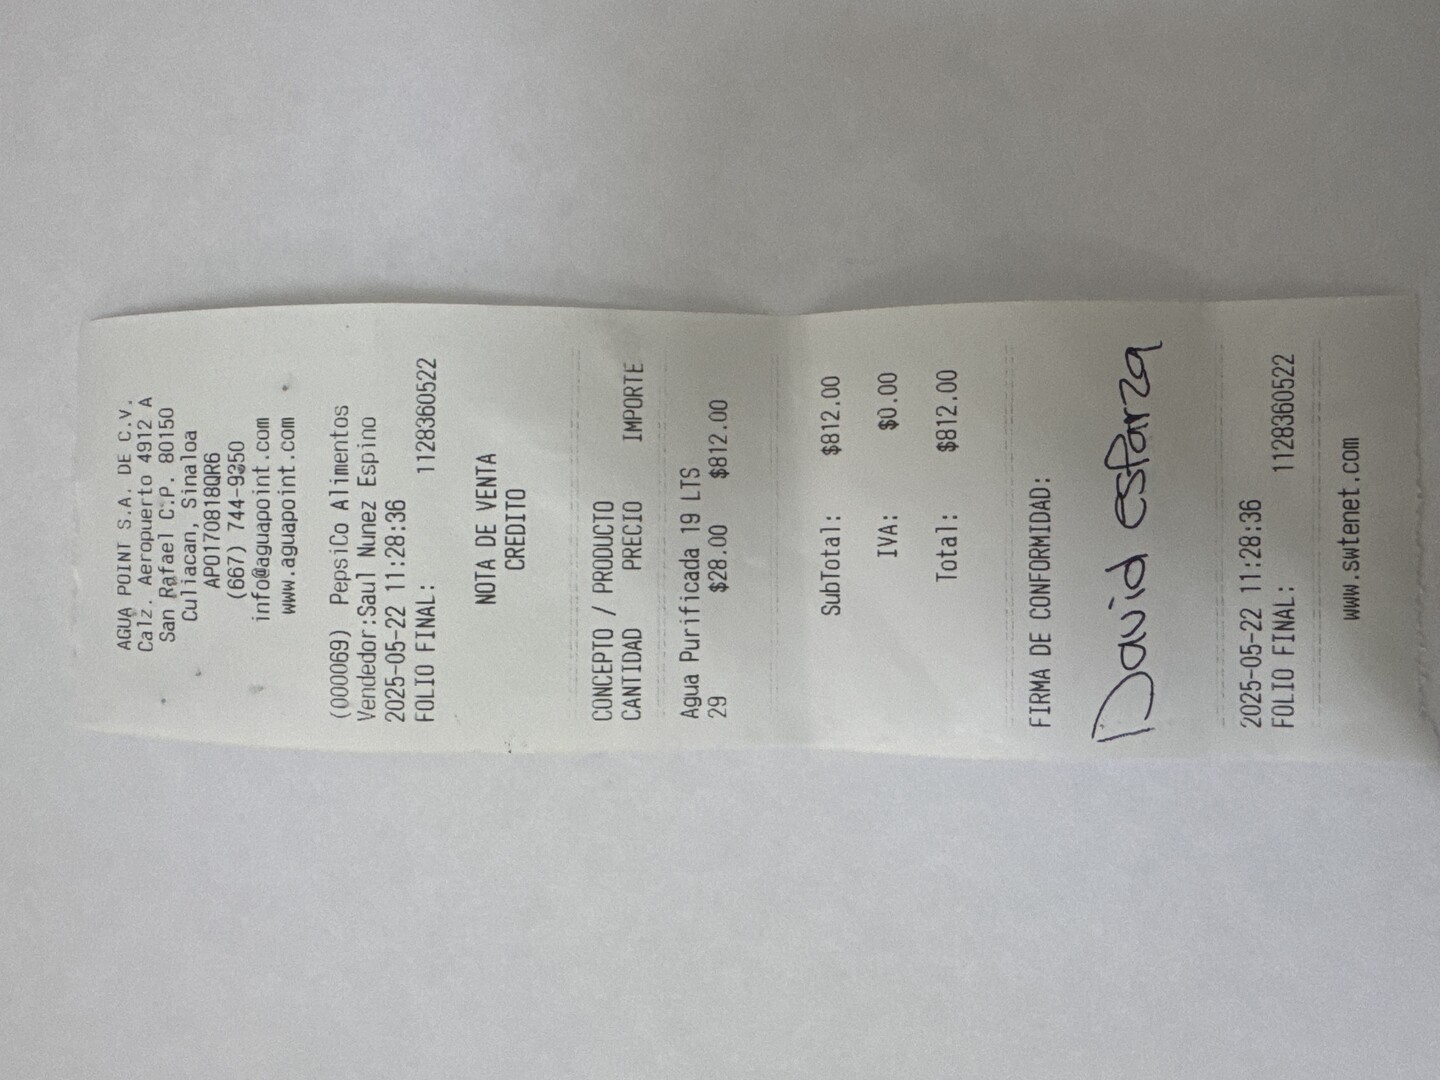 AGUA POINT S.A. DE C.V.
Calz. Aeropuerto 4912 A
San Rafael C.P. 80150
Culiacan, Sinaloa
APO170818QR6
(667) 744-9350
info@aguapoint.com
www.aguapoint.com
(000069) PepsiCo Alimentos
Vendedor:Saul Nunez Espino
2025-05-22 11:28:36
FOLIO FINAL: 1128360522
NOTA DE VENTA
CREDITO
CONCEPTO / PRODUCTO
CANTIDAD PRECIO IMPORTE
Agua Purificada 19 LTS
29 $28.00 $812.00
SubTotal: $812.00
IVA: $0.00
Total: $812.00
FIRMA DE CONFORMIDAD:
David esparza
2025-05-22 11:28:36
FOLIO FINAL: 1128360522
www.swtenet.com